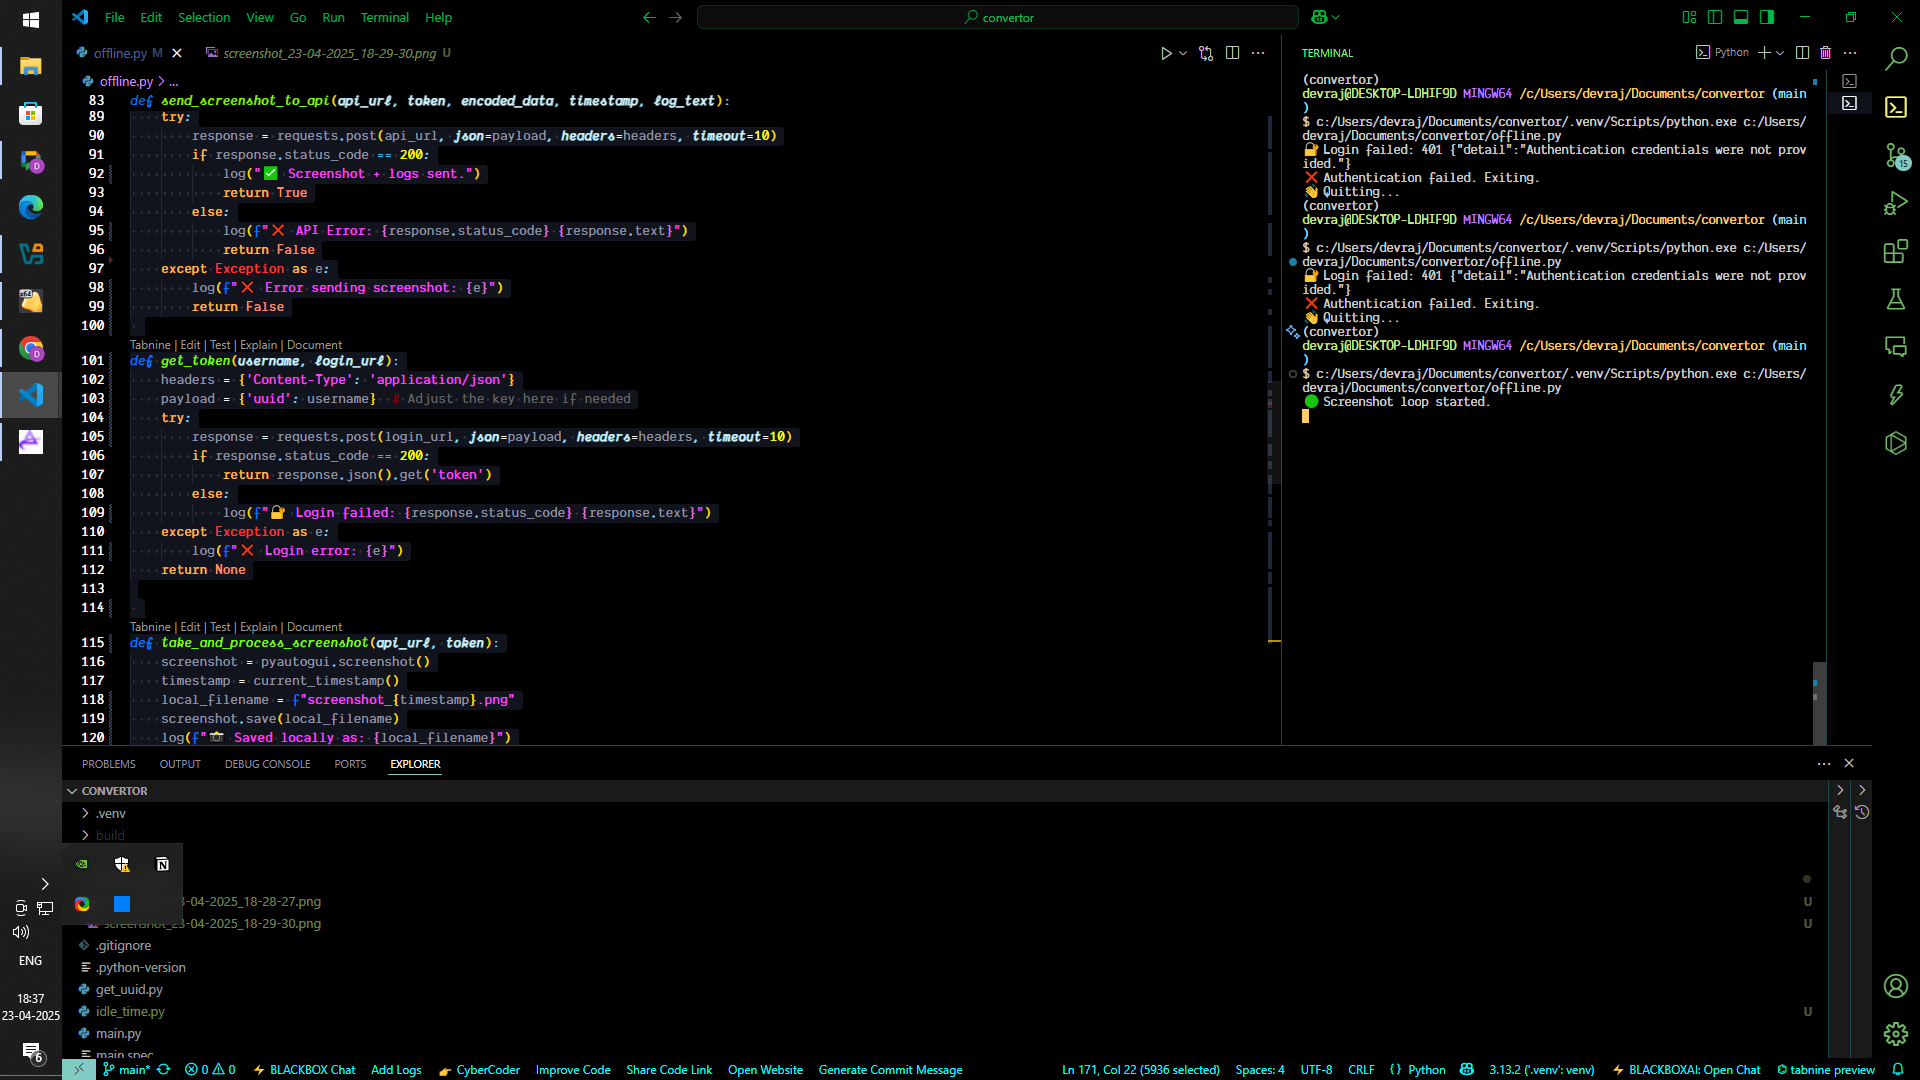 File Edit Selection View Go Run Terminal Help
convertor
offline.py M
screenshot_23-04-2025_18-29-30.png U
offline.py > ...
83 def send_screenshot_to_api(api_url, token, encoded_data, timestamp, log_text):
89 try:
90 response = requests.post(api_url, json=payload, headers=headers, timeout=10)
91 if response.status_code == 200:
92 log("✅ Screenshot + logs sent.")
93 return True
94 else:
95 log(f"❌ API Error: {response.status_code} {response.text}")
96 return False
97 except Exception as e:
98 log(f"❌ Error sending screenshot: {e}")
99 return False
100
Tabnine | Edit | Test | Explain | Document
101 def get_token(username, login_url):
102 headers = {'Content-Type': 'application/json'}
103 payload = {'uuid': username} # Adjust the key here if needed
104 try:
105 response = requests.post(login_url, json=payload, headers=headers, timeout=10)
106 if response.status_code == 200:
107 return response.json().get('token')
108 else:
109 log(f"🔐 Login failed: {response.status_code} {response.text}")
110 except Exception as e:
111 log(f"❌ Login error: {e}")
112 return None
113
114
Tabnine | Edit | Test | Explain | Document
115 def take_and_process_screenshot(api_url, token):
116 screenshot = pyautogui.screenshot()
117 timestamp = current_timestamp()
118 local_filename = f"screenshot_{timestamp}.png"
119 screenshot.save(local_filename)
120 log(f"📷 Saved locally as: {local_filename}")
TERMINAL
Python
(convertor)
devraj@DESKTOP-LDHIF9D MINGW64 /c/Users/devraj/Documents/convertor (main
)
$ c:/Users/devraj/Documents/convertor/.venv/Scripts/python.exe c:/Users/
devraj/Documents/convertor/offline.py
🔐 Login failed: 401 {"detail":"Authentication credentials were not prov
ided."}
❌ Authentication failed. Exiting.
👋 Quitting...
(convertor)
devraj@DESKTOP-LDHIF9D MINGW64 /c/Users/devraj/Documents/convertor (main
)
$ c:/Users/devraj/Documents/convertor/.venv/Scripts/python.exe c:/Users/
devraj/Documents/convertor/offline.py
🔐 Login failed: 401 {"detail":"Authentication credentials were not prov
ided."}
❌ Authentication failed. Exiting.
👋 Quitting...
(convertor)
devraj@DESKTOP-LDHIF9D MINGW64 /c/Users/devraj/Documents/convertor (main
)
$ c:/Users/devraj/Documents/convertor/.venv/Scripts/python.exe c:/Users/
devraj/Documents/convertor/offline.py
🟢 Screenshot loop started.
15
PROBLEMS OUTPUT DEBUG CONSOLE PORTS EXPLORER
CONVERTOR
.venv
build
3-04-2025_18-28-27.png U
screenshot_23-04-2025_18-29-30.png U
.gitignore
.python-version
get_uuid.py
idle_time.py U
main.py
main.spec
ENG
18:37
23-04-2025
6
main* 0 0 BLACKBOX Chat Add Logs CyberCoder Improve Code Share Code Link Open Website Generate Commit Message Ln 171, Col 22 (5936 selected) Spaces: 4 UTF-8 CRLF {} Python 3.13.2 ('.venv': venv) BLACKBOXAI: Open Chat tabnine preview